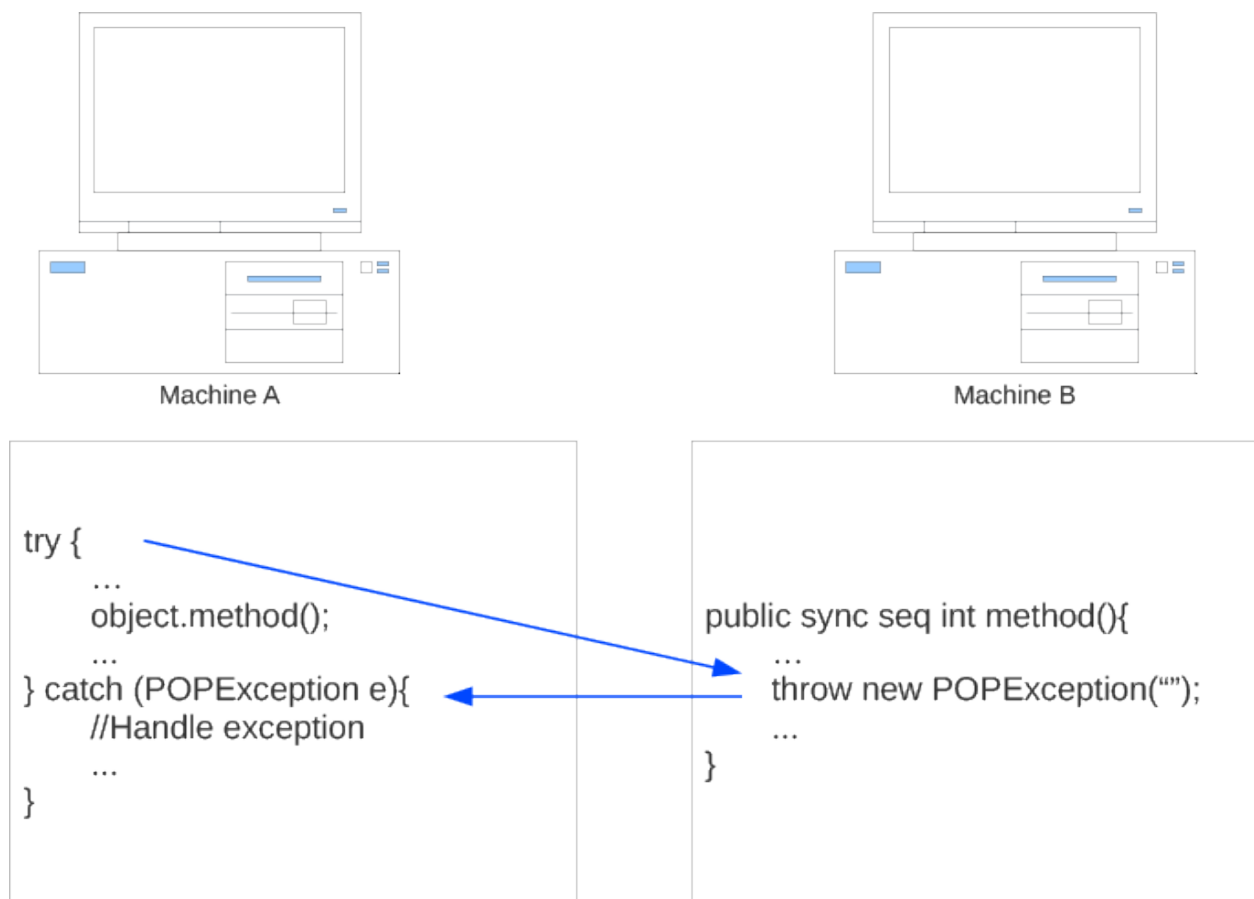 Machine A
Machine B
try {
...
object.method();
...
} catch (POPException e){
//Handle exception
...
}
public sync seq int method(){
...
throw new POPException(“”);
...
}